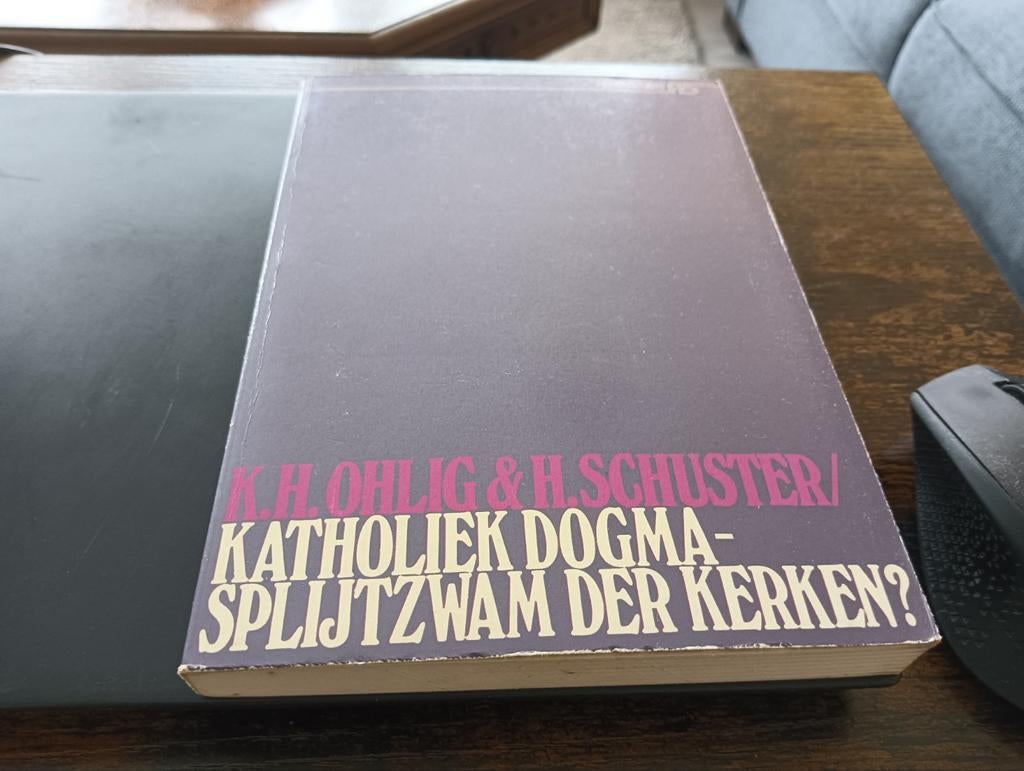 K.H. OHLIG & H. SCHUSTER/
KATHOLIEK DOGMA-
SPLIJTZWAM DER KERKEN?